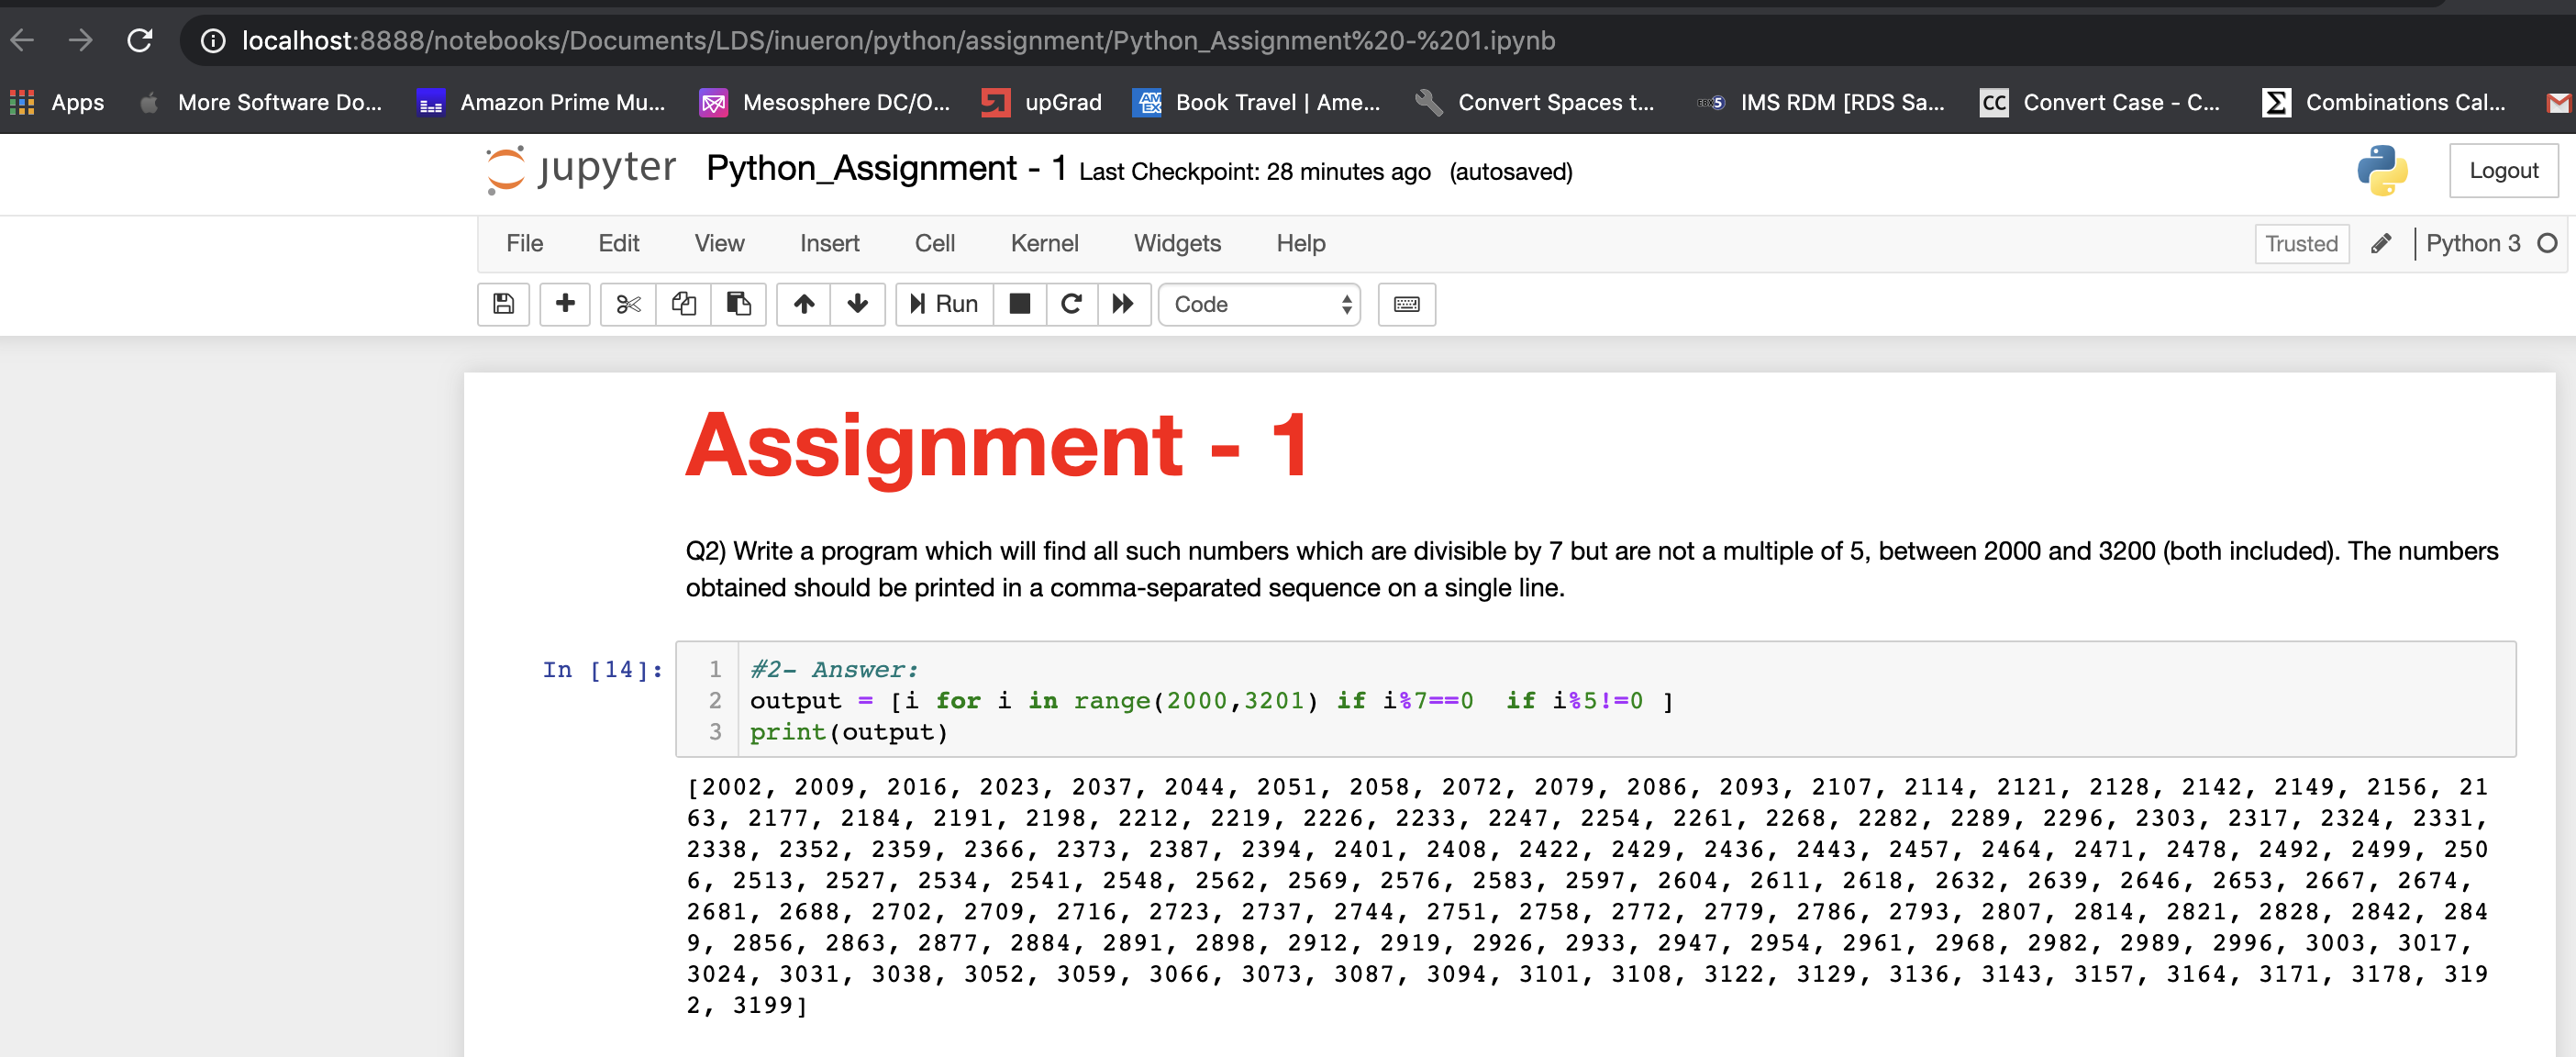 localhost:8888/notebooks/Documents/LDS/inueron/python/assignment/Python_Assignment%20-%201.ipynb
Apps More Software Do... Amazon Prime Mu... Mesosphere DC/O... upGrad Book Travel | Ame... Convert Spaces t... IMS RDM [RDS Sa... CC Convert Case - C... Combinations Cal...
jupyter Python_Assignment - 1 Last Checkpoint: 28 minutes ago (autosaved) Logout
File Edit View Insert Cell Kernel Widgets Help Trusted Python 3
Run Code
Assignment - 1
Q2) Write a program which will find all such numbers which are divisible by 7 but are not a multiple of 5, between 2000 and 3200 (both included). The numbers
obtained should be printed in a comma-separated sequence on a single line.
In [14]: 1 #2- Answer:
2 output = [i for i in range(2000,3201) if i%7==0  if i%5!=0 ]
3 print(output)
[2002, 2009, 2016, 2023, 2037, 2044, 2051, 2058, 2072, 2079, 2086, 2093, 2107, 2114, 2121, 2128, 2142, 2149, 2156, 21
63, 2177, 2184, 2191, 2198, 2212, 2219, 2226, 2233, 2247, 2254, 2261, 2268, 2282, 2289, 2296, 2303, 2317, 2324, 2331,
2338, 2352, 2359, 2366, 2373, 2387, 2394, 2401, 2408, 2422, 2429, 2436, 2443, 2457, 2464, 2471, 2478, 2492, 2499, 250
6, 2513, 2527, 2534, 2541, 2548, 2562, 2569, 2576, 2583, 2597, 2604, 2611, 2618, 2632, 2639, 2646, 2653, 2667, 2674,
2681, 2688, 2702, 2709, 2716, 2723, 2737, 2744, 2751, 2758, 2772, 2779, 2786, 2793, 2807, 2814, 2821, 2828, 2842, 284
9, 2856, 2863, 2877, 2884, 2891, 2898, 2912, 2919, 2926, 2933, 2947, 2954, 2961, 2968, 2982, 2989, 2996, 3003, 3017,
3024, 3031, 3038, 3052, 3059, 3066, 3073, 3087, 3094, 3101, 3108, 3122, 3129, 3136, 3143, 3157, 3164, 3171, 3178, 319
2, 3199]